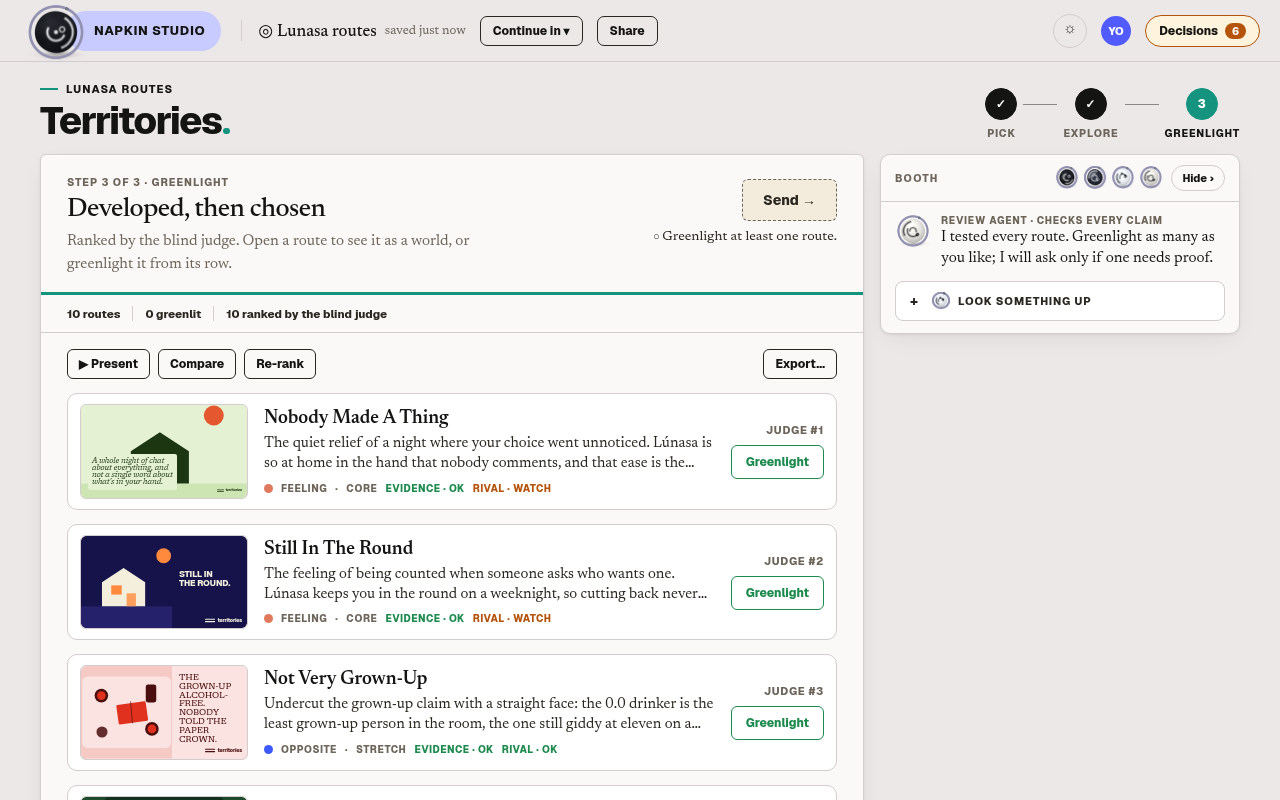 NAPKIN STUDIO
◎ Lunasa routes saved just now
Continue in ▾
Share
YO
Decisions 6
LUNASA ROUTES
Territories.
✓ ✓ 3
PICK EXPLORE GREENLIGHT
STEP 3 OF 3 · GREENLIGHT
Developed, then chosen
Ranked by the blind judge. Open a route to see it as a world, or
greenlight it from its row.
Send →
○ Greenlight at least one route.
10 routes 0 greenlit 10 ranked by the blind judge
▶ Present
Compare
Re-rank
Export...
A whole night of chat
about everything, and
not a single word about
what's in your hand.
territories
Nobody Made A Thing
The quiet relief of a night where your choice went unnoticed. Lúnasa is
so at home in the hand that nobody comments, and that ease is the...
FEELING · CORE EVIDENCE · OK RIVAL · WATCH
JUDGE #1
Greenlight
STILL IN
THE ROUND.
territories
Still In The Round
The feeling of being counted when someone asks who wants one.
Lúnasa keeps you in the round on a weeknight, so cutting back never...
FEELING · CORE EVIDENCE · OK RIVAL · WATCH
JUDGE #2
Greenlight
THE
GROWN-UP
ALCOHOL-
FREE.
NOBODY
TOLD THE
PAPER
CROWN.
territories
Not Very Grown-Up
Undercut the grown-up claim with a straight face: the 0.0 drinker is the
least grown-up person in the room, the one still giddy at eleven on a...
OPPOSITE · STRETCH EVIDENCE · OK RIVAL · OK
JUDGE #3
Greenlight
BOOTH
Hide ›
REVIEW AGENT · CHECKS EVERY CLAIM
I tested every route. Greenlight as many as
you like; I will ask only if one needs proof.
+ LOOK SOMETHING UP